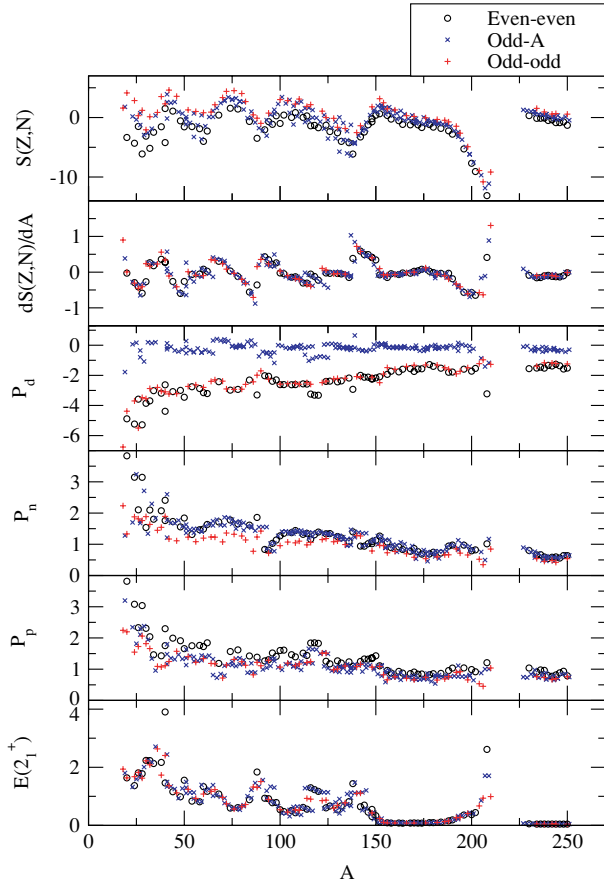 Even-even
Odd-A
Odd-odd
S(Z,N)
0
-10
dS(Z,N)/dA
1
0
-1
P_d
0
-2
-4
-6
P_n
3
2
1
0
P_p
3
2
1
0
E(2_1^+)
4
2
0
0 50 100 150 200 250
A